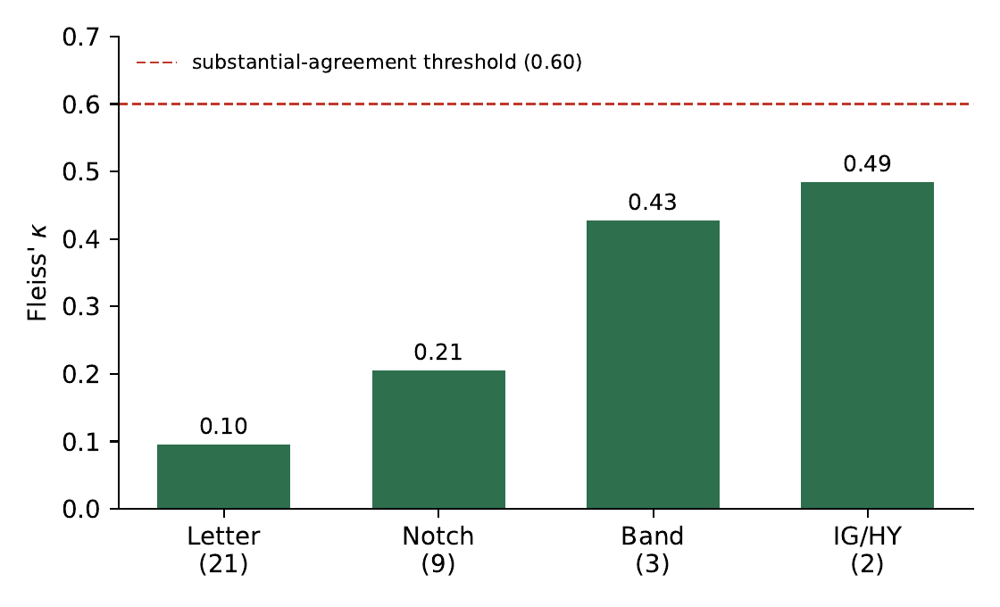 0.7
substantial-agreement threshold (0.60)
0.6
0.5
0.4
0.3
0.2
0.1
0.0
Fleiss' κ
0.10
0.21
0.43
0.49
Letter
(21)
Notch
(9)
Band
(3)
IG/HY
(2)